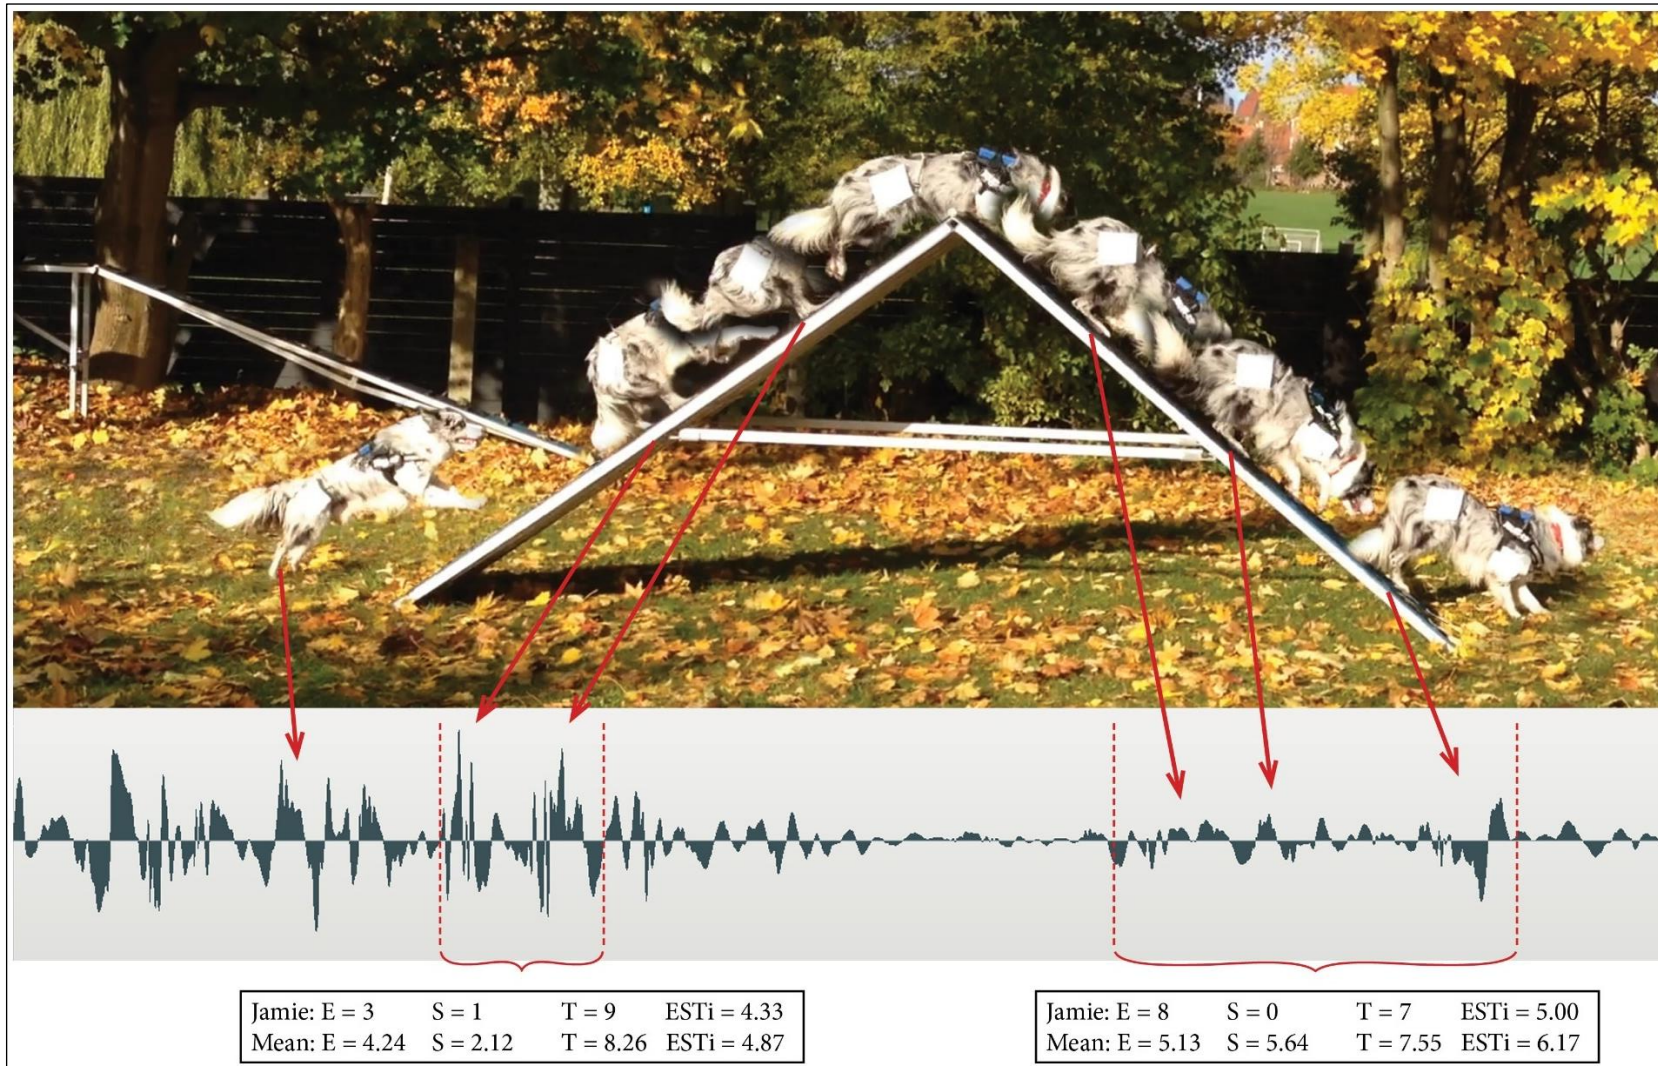 Jamie: E = 3 S = 1 T = 9 ESTi = 4.33
Mean: E = 4.24 S = 2.12 T = 8.26 ESTi = 4.87
Jamie: E = 8 S = 0 T = 7 ESTi = 5.00
Mean: E = 5.13 S = 5.64 T = 7.55 ESTi = 6.17